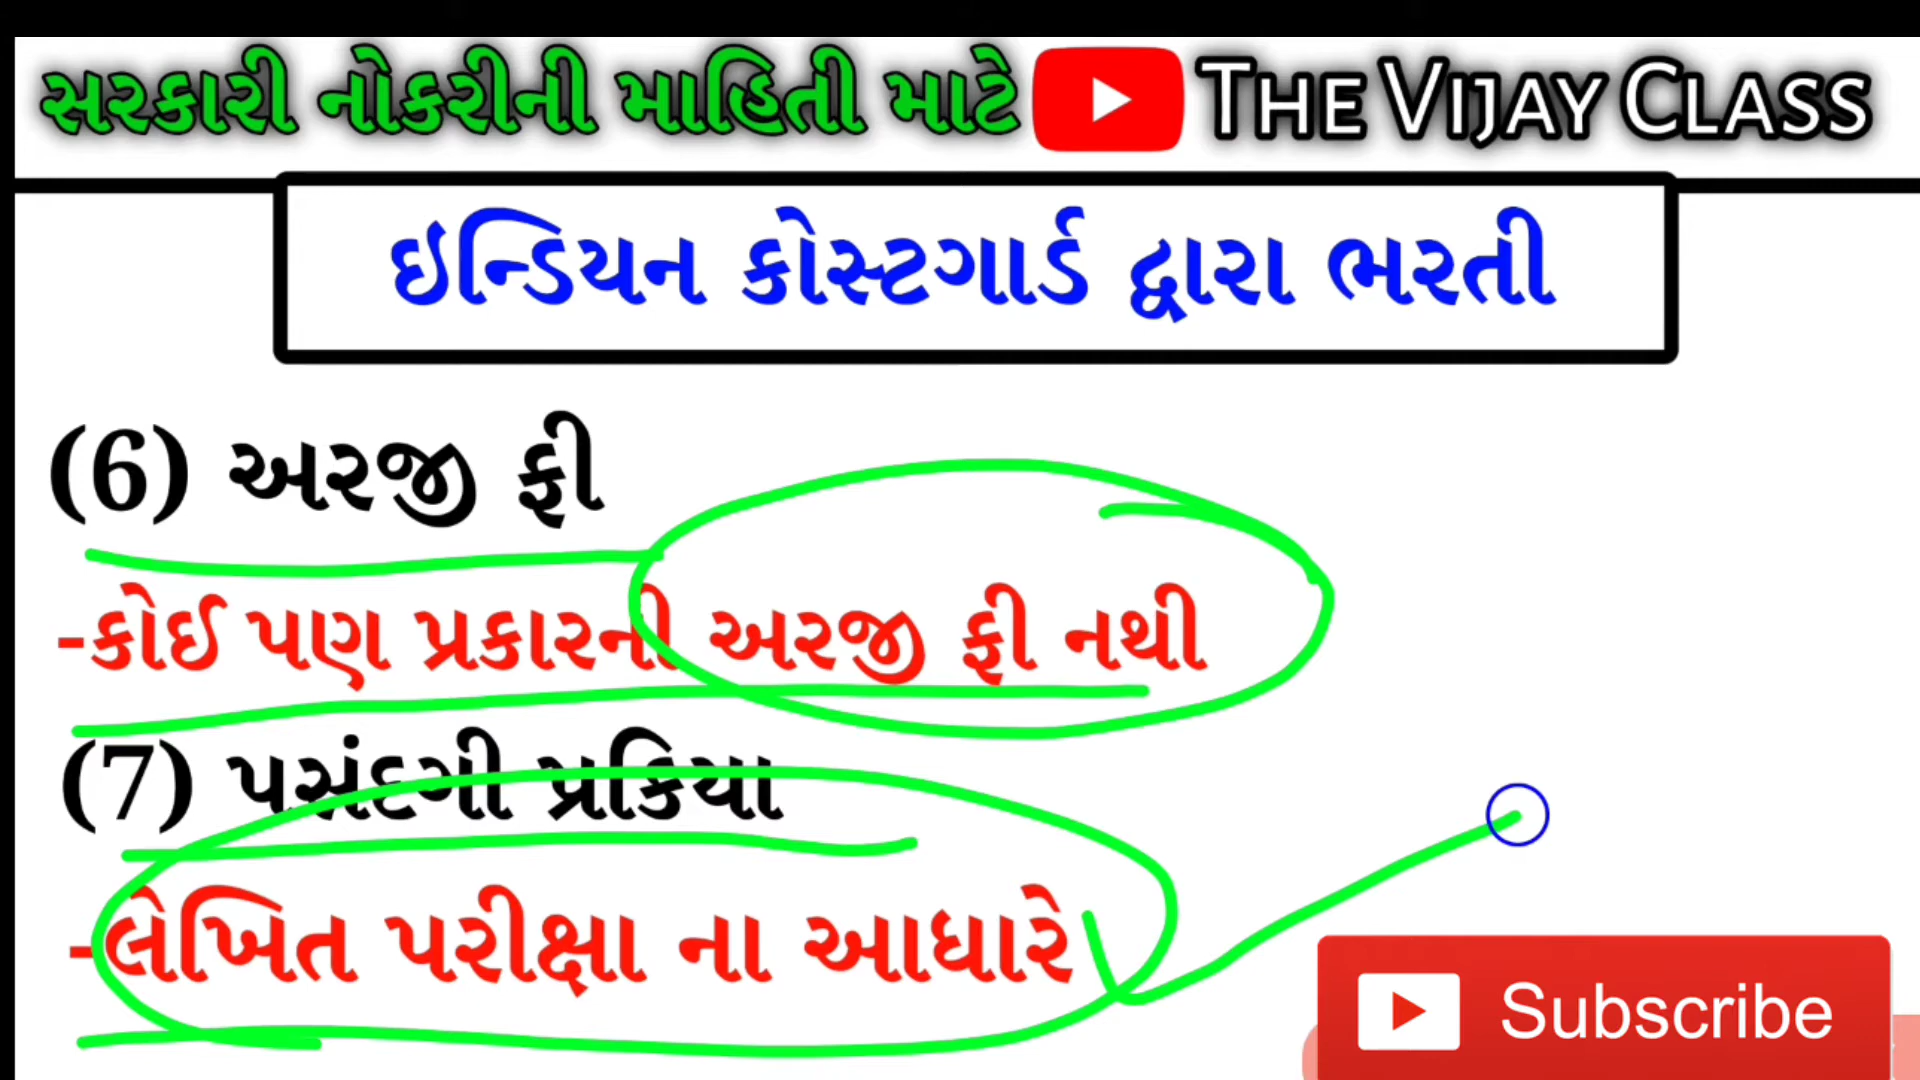 સરકારી નોકરીની માહિતી માટે THE VIJAY CLASS
ઇન્ડિયન કોસ્ટગાર્ડ દ્વારા ભરતી
(6) અરજી ફી
-કોઈ પણ પ્રકારની અરજી ફી નથી
(7) પસંદગી પ્રકિયા
-લેખિત પરીક્ષા ના આધારે
Subscribe